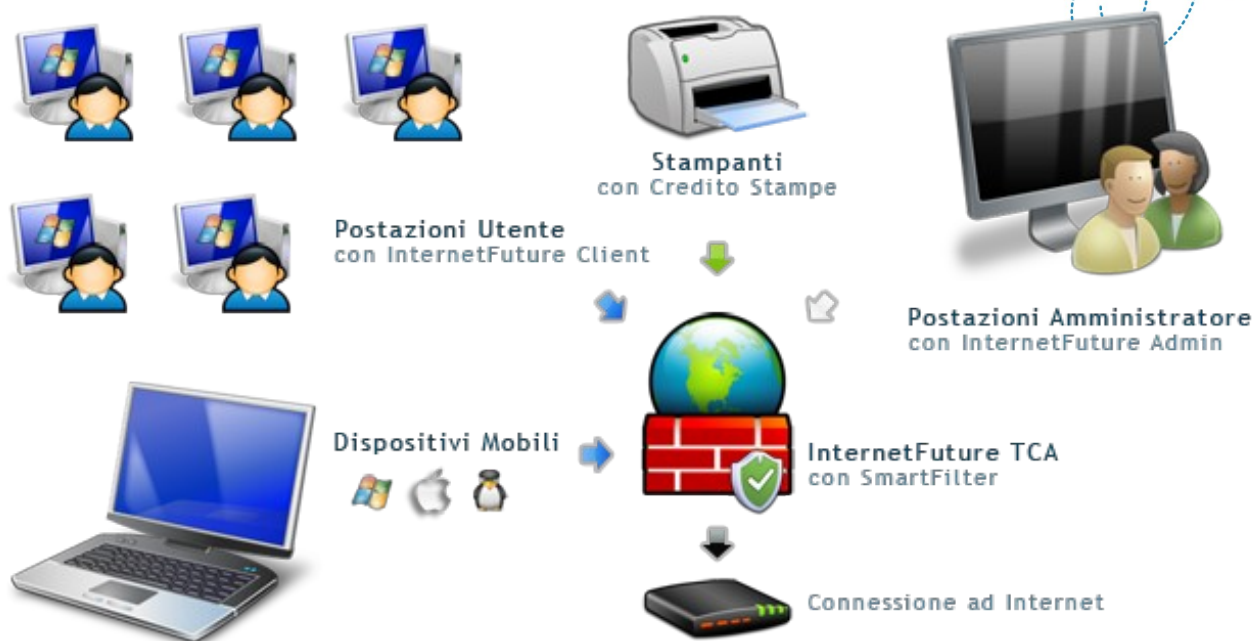 Stampanti
con Credito Stampe
Postazioni Utente
con InternetFuture Client
Postazioni Amministratore
con InternetFuture Admin
Dispositivi Mobili
InternetFuture TCA
con SmartFilter
Connessione ad Internet